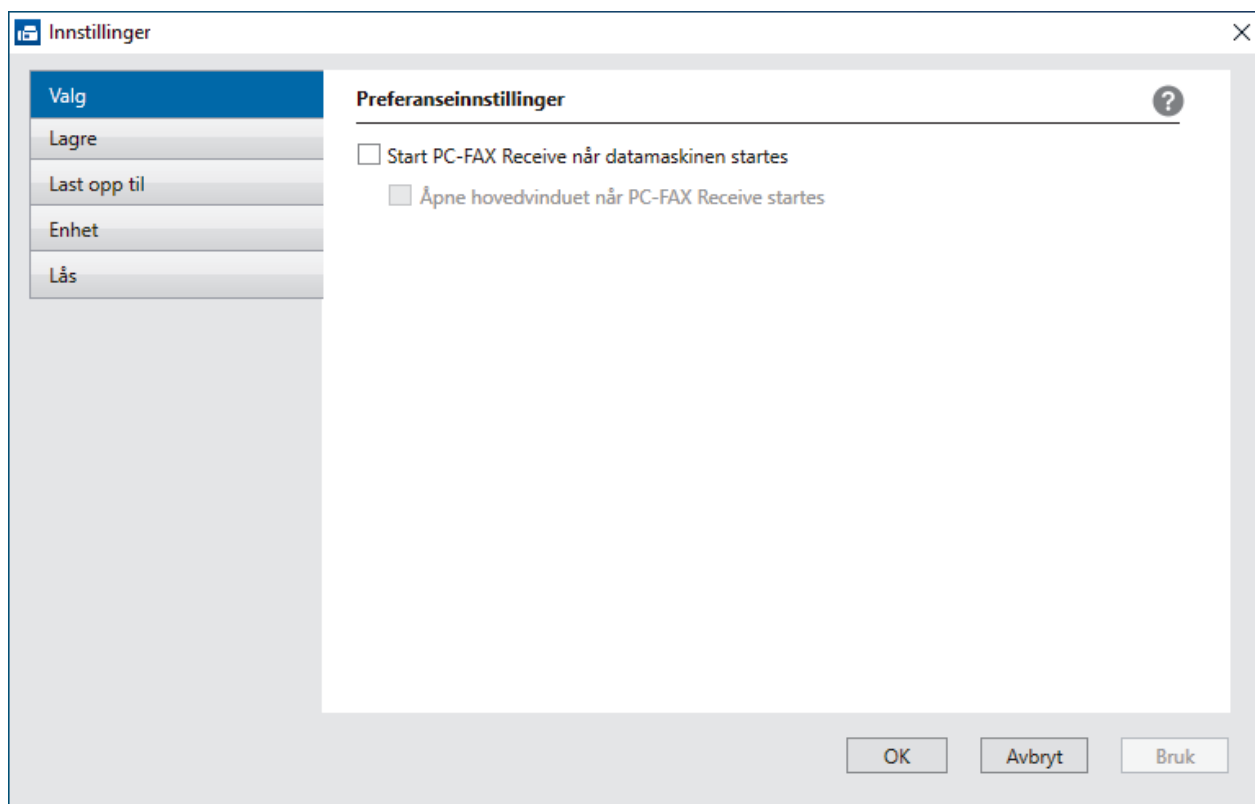 Innstillinger
Valg
Lagre
Last opp til
Enhet
Lås
Preferanseinnstillinger
?
Start PC-FAX Receive når datamaskinen startes
Åpne hovedvinduet når PC-FAX Receive startes
OK
Avbryt
Bruk